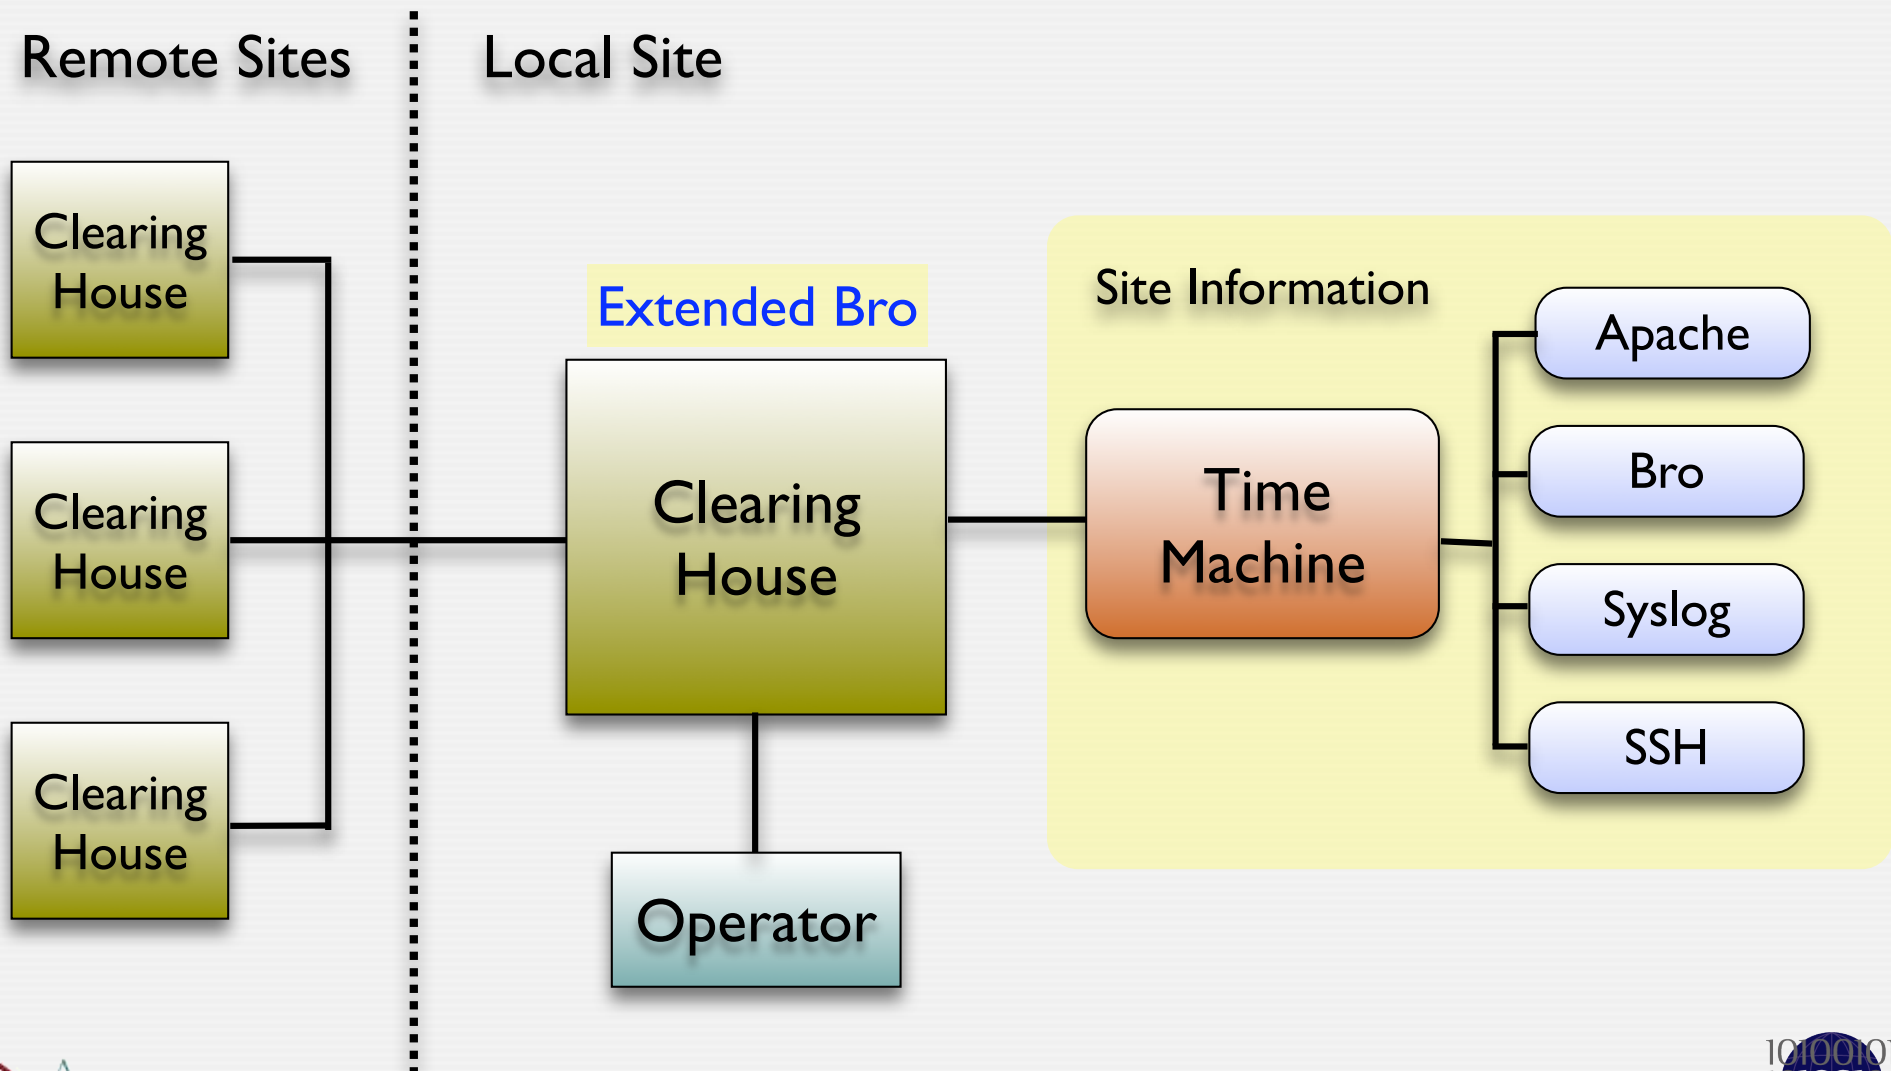 Remote Sites
Local Site
Clearing
House
Clearing
House
Clearing
House
Extended Bro
Clearing
House
Operator
Site Information
Time
Machine
Apache
Bro
Syslog
SSH